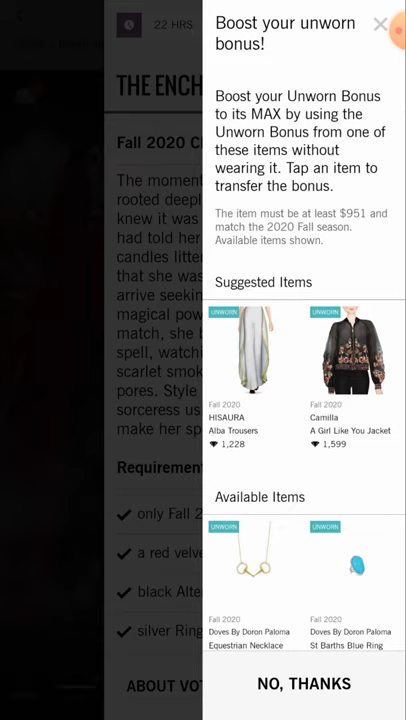 22 HRS
THE ENCH
Fall 2020 C
The moment
rooted deepl
knew it was
had told her
candles litte
that she was
arrive seekin
magical pow
match, she b
spell, watchi
scarlet smok
pores. Style
sorceress us
make her sp
Requirement
only Fall 2
a red velve
black Alte
silver Ring
ABOUT VOT
Boost your unworn
bonus!
Boost your Unworn Bonus
to its MAX by using the
Unworn Bonus from one of
these items without
wearing it. Tap an item to
transfer the bonus.
The item must be at least $951 and
match the 2020 Fall season.
Available items shown.
Suggested Items
UNWORN
Fall 2020
HISAURA
Alba Trousers
1,228
UNWORN
Fall 2020
Camilla
A Girl Like You Jacket
1,599
Available Items
UNWORN
Fall 2020
Doves By Doron Paloma
Equestrian Necklace
UNWORN
Fall 2020
Doves By Doron Paloma
St Barths Blue Ring
NO, THANKS